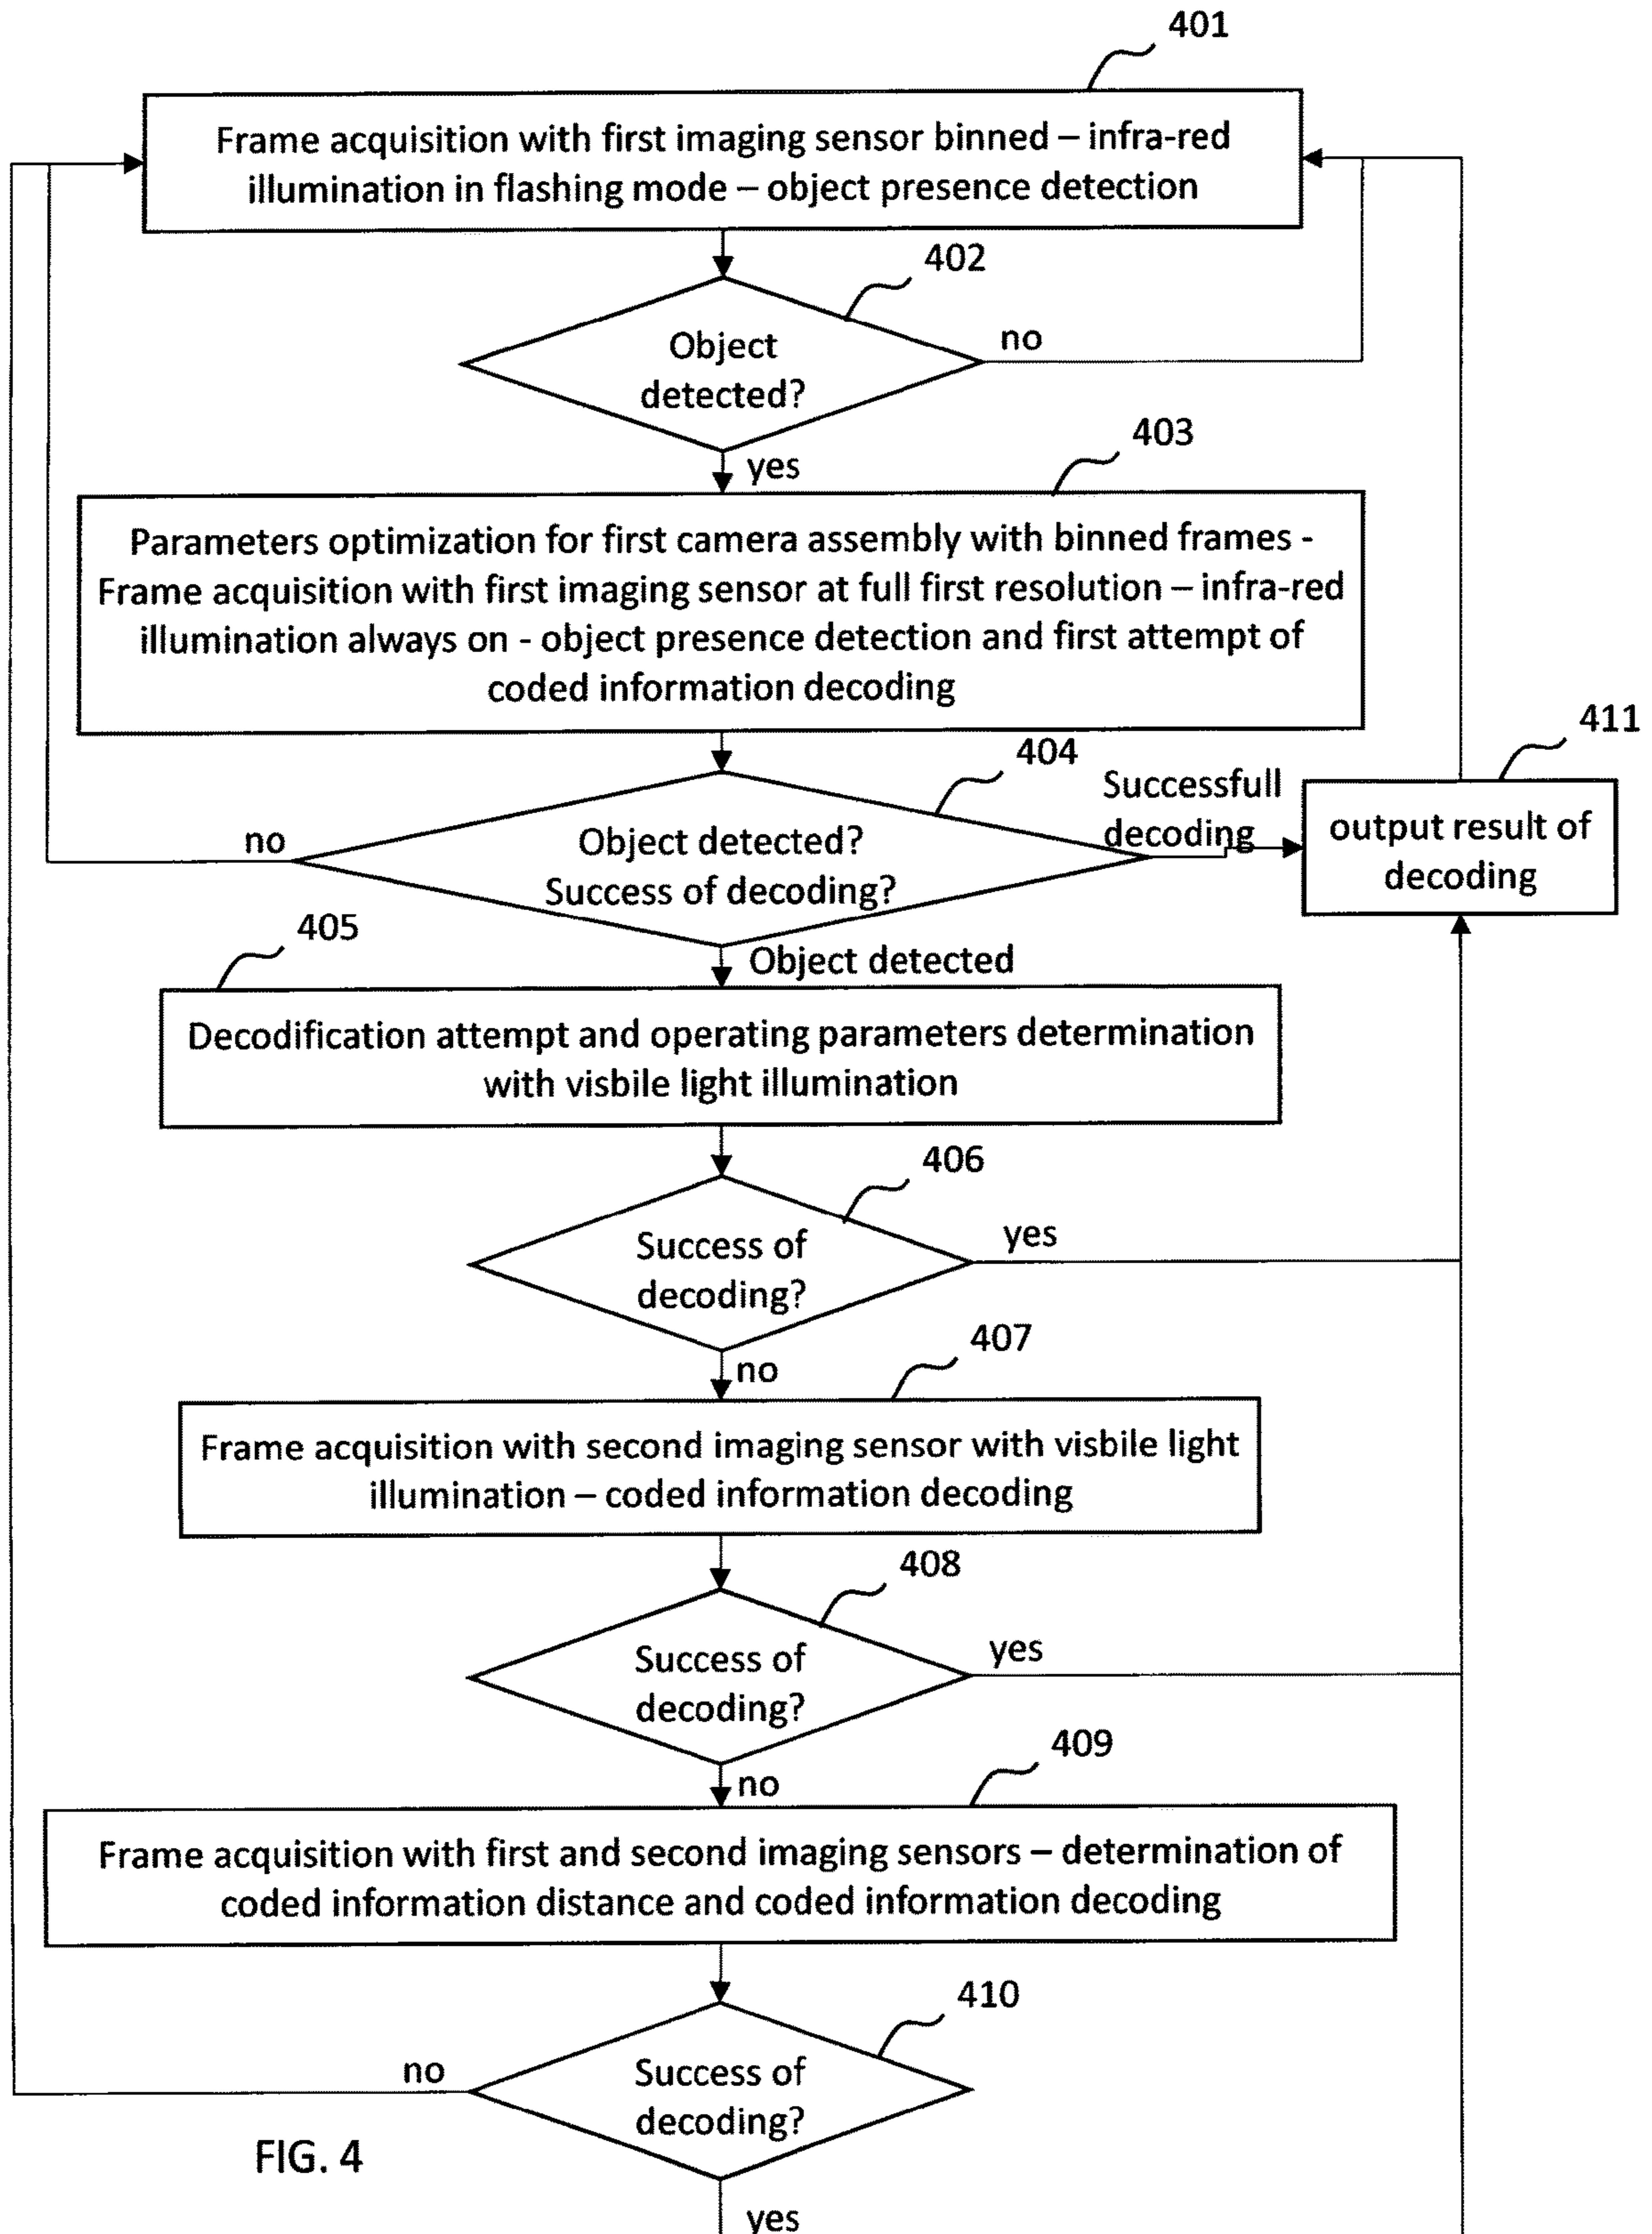 401
Frame acquisition with first imaging sensor binned – infra-red
illumination in flashing mode – object presence detection
402
Object
detected?
no
yes
403
Parameters optimization for first camera assembly with binned frames -
Frame acquisition with first imaging sensor at full first resolution – infra-red
illumination always on - object presence detection and first attempt of
coded information decoding
404
Object detected?
Success of decoding?
no
Successfull
decoding
411
output result of
decoding
Object detected
405
Decodification attempt and operating parameters determination
with visbile light illumination
406
Success of
decoding?
yes
no
407
Frame acquisition with second imaging sensor with visbile light
illumination – coded information decoding
408
Success of
decoding?
yes
no
409
Frame acquisition with first and second imaging sensors – determination of
coded information distance and coded information decoding
410
Success of
decoding?
no
yes
FIG. 4